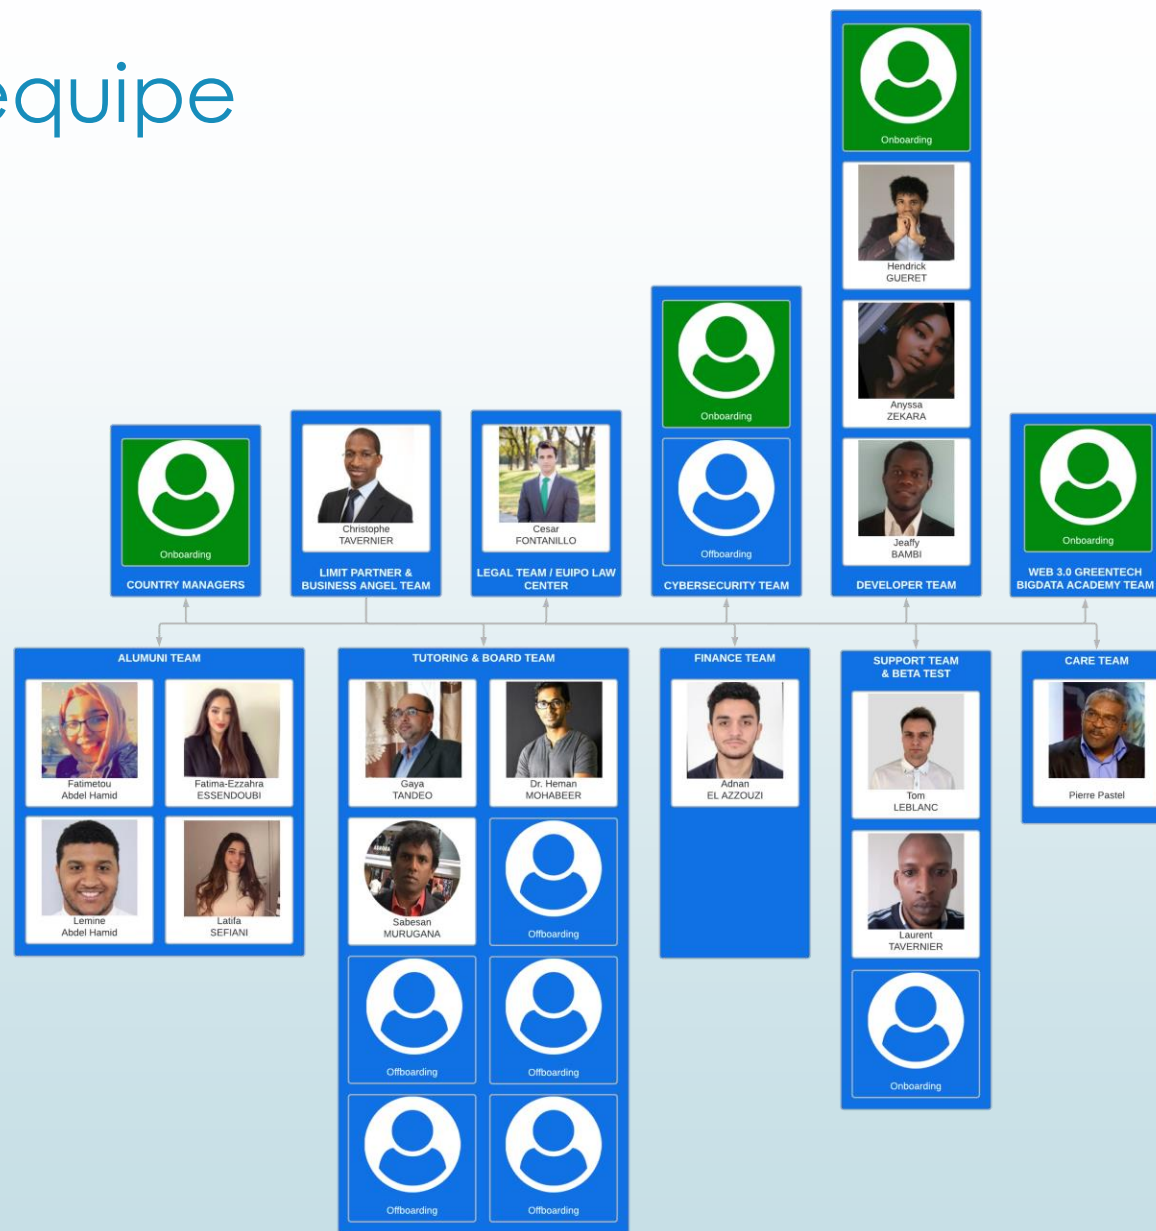 equipe
Onboarding
Hendrick
GUERET
Anyssa
ZEKARA
Jeaffy
BAMBI
DEVELOPER TEAM
Onboarding
Offboarding
CYBERSECURITY TEAM
Onboarding
COUNTRY MANAGERS
Christophe
TAVERNIER
LIMIT PARTNER &
BUSINESS ANGEL TEAM
Cesar
FONTANILLO
LEGAL TEAM / EUIPO LAW
CENTER
Onboarding
WEB 3.0 GREENTECH
BIGDATA ACADEMY TEAM
ALUMUNI TEAM
Fatimetou
Abdel Hamid
Fatima-Ezzahra
ESSENDOUBI
Lemine
Abdel Hamid
Latifa
SEFIANI
TUTORING & BOARD TEAM
Gaya
TANDEO
Dr. Heman
MOHABEER
Sabesan
MURUGANA
Offboarding
Offboarding
Offboarding
Offboarding
Offboarding
FINANCE TEAM
Adnan
EL AZZOUZI
SUPPORT TEAM
& BETA TEST
Tom
LEBLANC
Laurent
TAVERNIER
Onboarding
CARE TEAM
Pierre Pastel